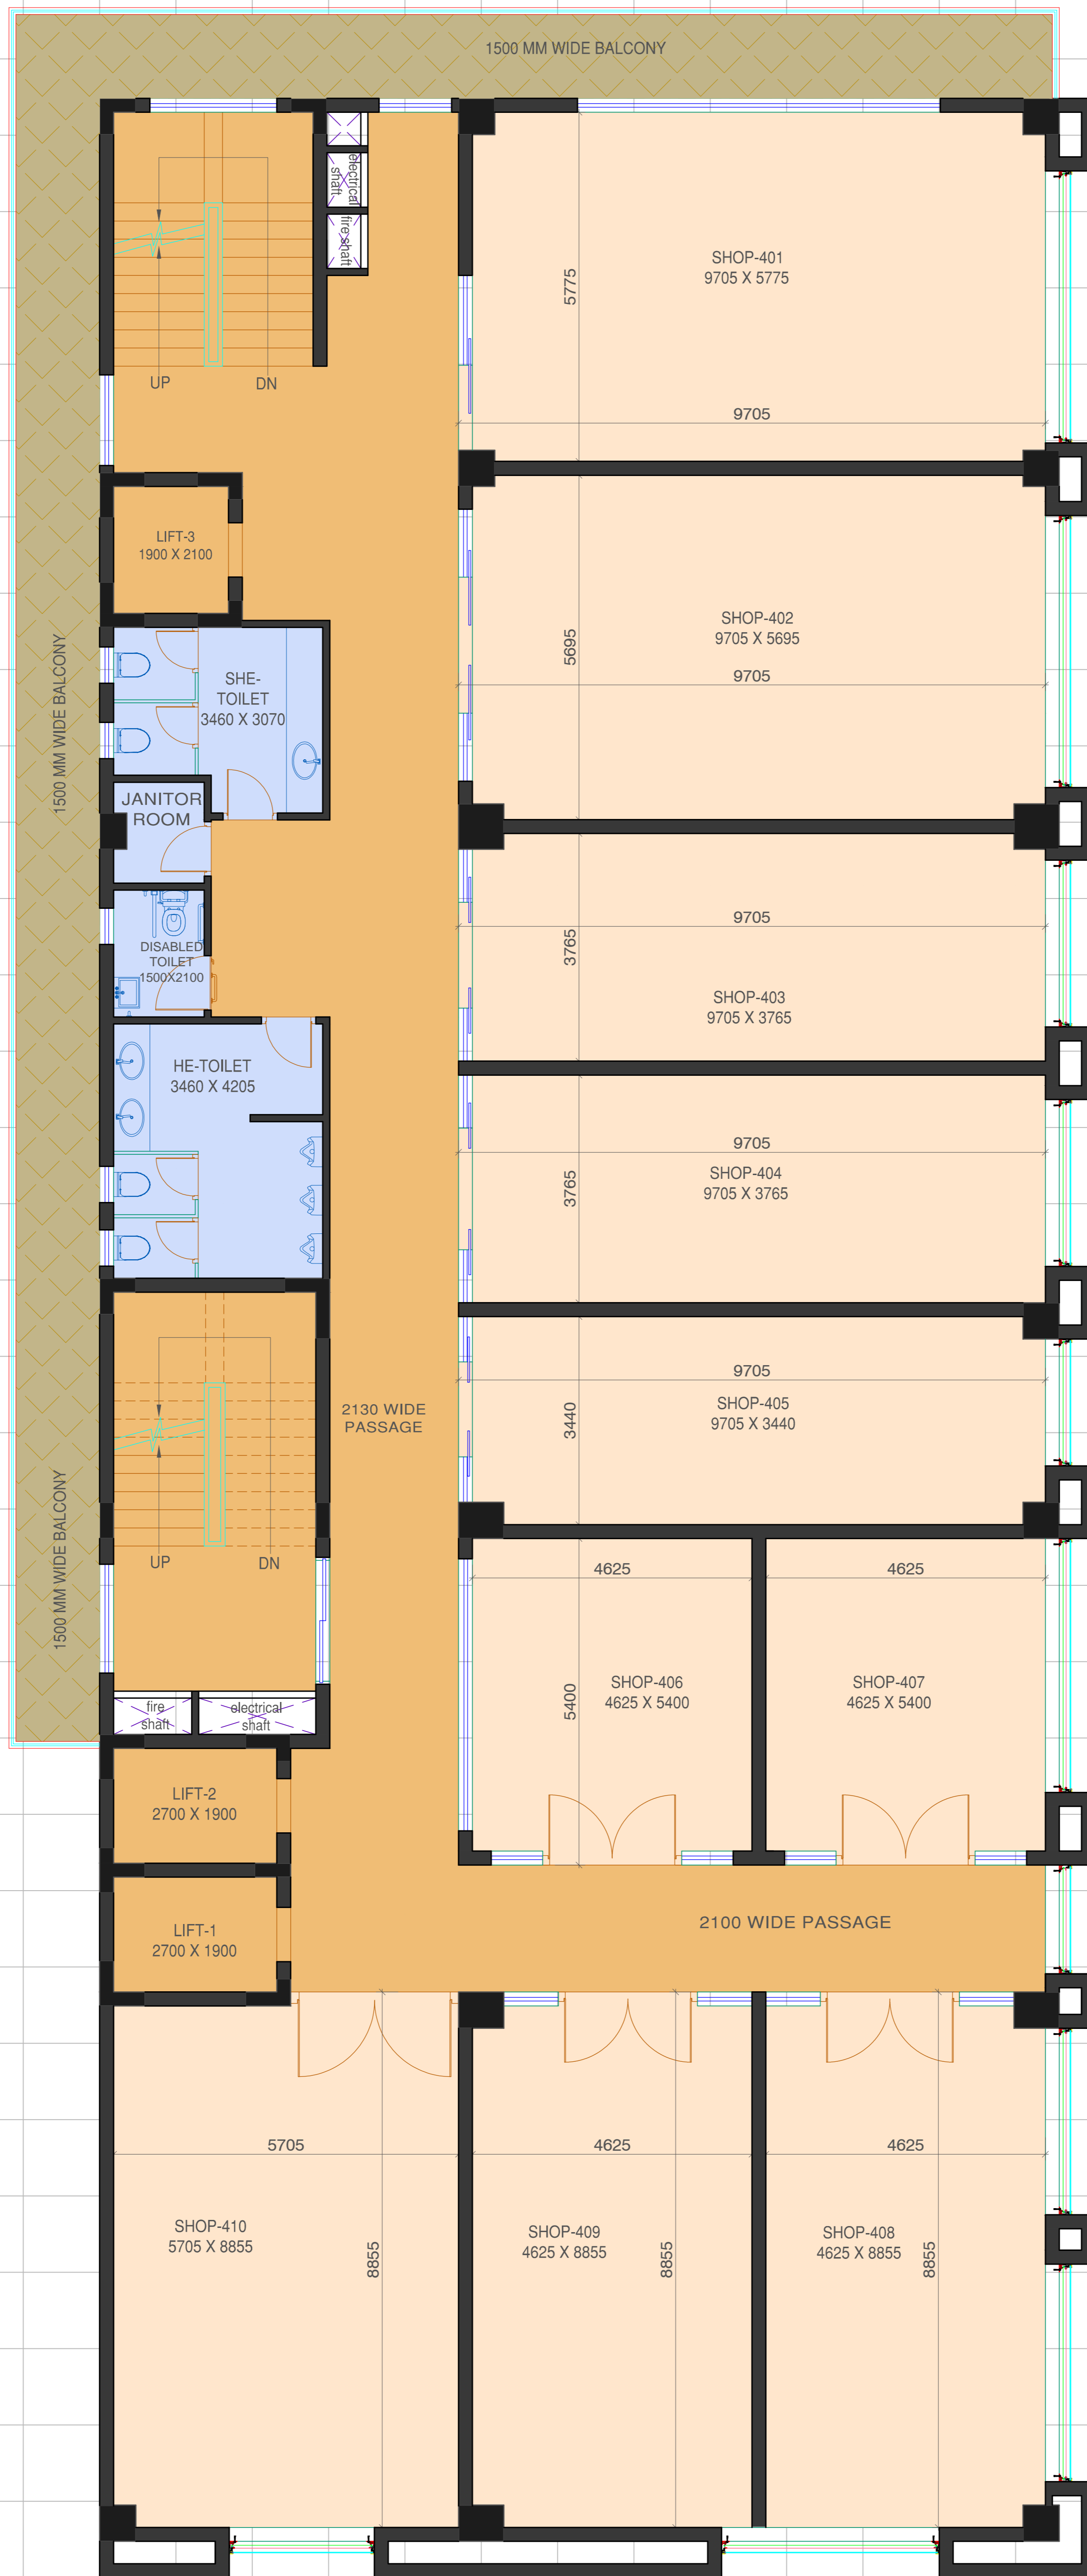 1500 MM WIDE BALCONY
electrical
shaft
fire shaft
SHOP-401
9705 X 5775
5775
9705
UP
DN
LIFT-3
1900 X 2100
SHOP-402
9705 X 5695
5695
9705
1500 MM WIDE BALCONY
SHE-
TOILET
3460 X 3070
JANITOR
ROOM
9705
3765
DISABLED
TOILET
1500X2100
SHOP-403
9705 X 3765
HE-TOILET
3460 X 4205
9705
3765
SHOP-404
9705 X 3765
9705
3440
SHOP-405
9705 X 3440
2130 WIDE
PASSAGE
1500 MM WIDE BALCONY
UP
DN
4625
4625
5400
SHOP-406
4625 X 5400
SHOP-407
4625 X 5400
fire
shaft
electrical
shaft
LIFT-2
2700 X 1900
LIFT-1
2700 X 1900
2100 WIDE PASSAGE
5705
4625
4625
SHOP-410
5705 X 8855
8855
SHOP-409
4625 X 8855
8855
SHOP-408
4625 X 8855
8855